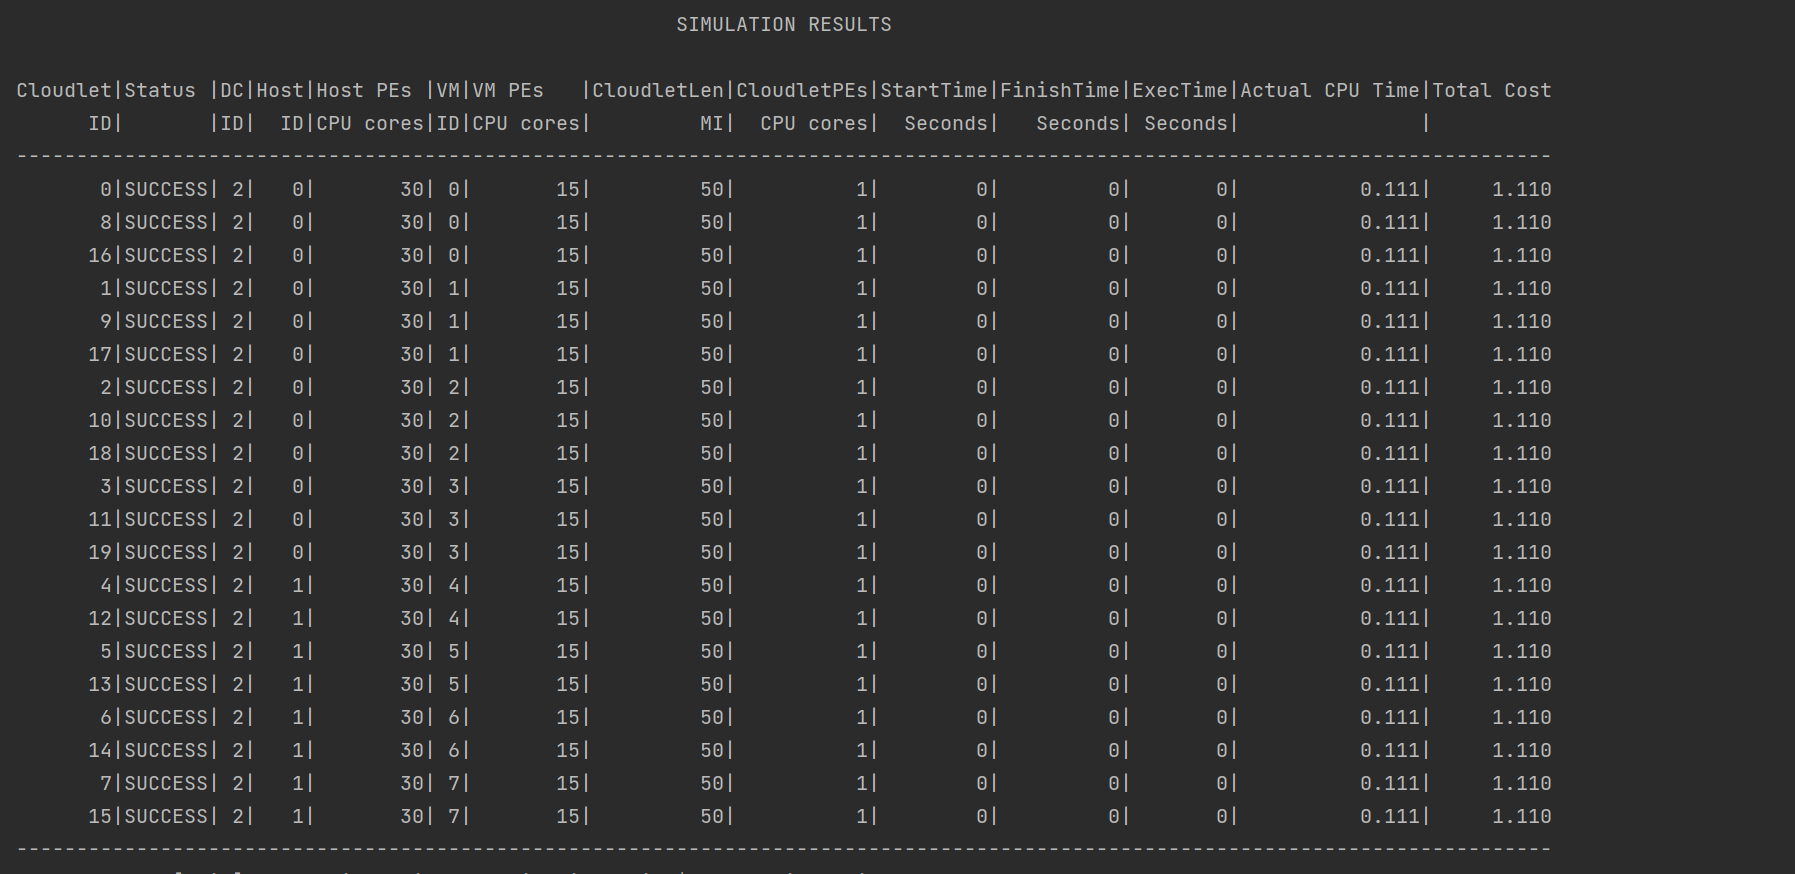 SIMULATION RESULTS
Cloudlet|Status |DC|Host|Host PEs |VM|VM PEs   |CloudletLen|CloudletPEs|StartTime|FinishTime|ExecTime|Actual CPU Time|Total Cost
      ID|       |ID|  ID|CPU cores|ID|CPU cores|         MI|  CPU cores|  Seconds|   Seconds| Seconds|               |
--------------------------------------------------------------------------------------------------------------------------------
       0|SUCCESS| 2|   0|       30| 0|       15|         50|          1|        0|         0|       0|          0.111|     1.110
       8|SUCCESS| 2|   0|       30| 0|       15|         50|          1|        0|         0|       0|          0.111|     1.110
      16|SUCCESS| 2|   0|       30| 0|       15|         50|          1|        0|         0|       0|          0.111|     1.110
       1|SUCCESS| 2|   0|       30| 1|       15|         50|          1|        0|         0|       0|          0.111|     1.110
       9|SUCCESS| 2|   0|       30| 1|       15|         50|          1|        0|         0|       0|          0.111|     1.110
      17|SUCCESS| 2|   0|       30| 1|       15|         50|          1|        0|         0|       0|          0.111|     1.110
       2|SUCCESS| 2|   0|       30| 2|       15|         50|          1|        0|         0|       0|          0.111|     1.110
      10|SUCCESS| 2|   0|       30| 2|       15|         50|          1|        0|         0|       0|          0.111|     1.110
      18|SUCCESS| 2|   0|       30| 2|       15|         50|          1|        0|         0|       0|          0.111|     1.110
       3|SUCCESS| 2|   0|       30| 3|       15|         50|          1|        0|         0|       0|          0.111|     1.110
      11|SUCCESS| 2|   0|       30| 3|       15|         50|          1|        0|         0|       0|          0.111|     1.110
      19|SUCCESS| 2|   0|       30| 3|       15|         50|          1|        0|         0|       0|          0.111|     1.110
       4|SUCCESS| 2|   1|       30| 4|       15|         50|          1|        0|         0|       0|          0.111|     1.110
      12|SUCCESS| 2|   1|       30| 4|       15|         50|          1|        0|         0|       0|          0.111|     1.110
       5|SUCCESS| 2|   1|       30| 5|       15|         50|          1|        0|         0|       0|          0.111|     1.110
      13|SUCCESS| 2|   1|       30| 5|       15|         50|          1|        0|         0|       0|          0.111|     1.110
       6|SUCCESS| 2|   1|       30| 6|       15|         50|          1|        0|         0|       0|          0.111|     1.110
      14|SUCCESS| 2|   1|       30| 6|       15|         50|          1|        0|         0|       0|          0.111|     1.110
       7|SUCCESS| 2|   1|       30| 7|       15|         50|          1|        0|         0|       0|          0.111|     1.110
      15|SUCCESS| 2|   1|       30| 7|       15|         50|          1|        0|         0|       0|          0.111|     1.110
--------------------------------------------------------------------------------------------------------------------------------